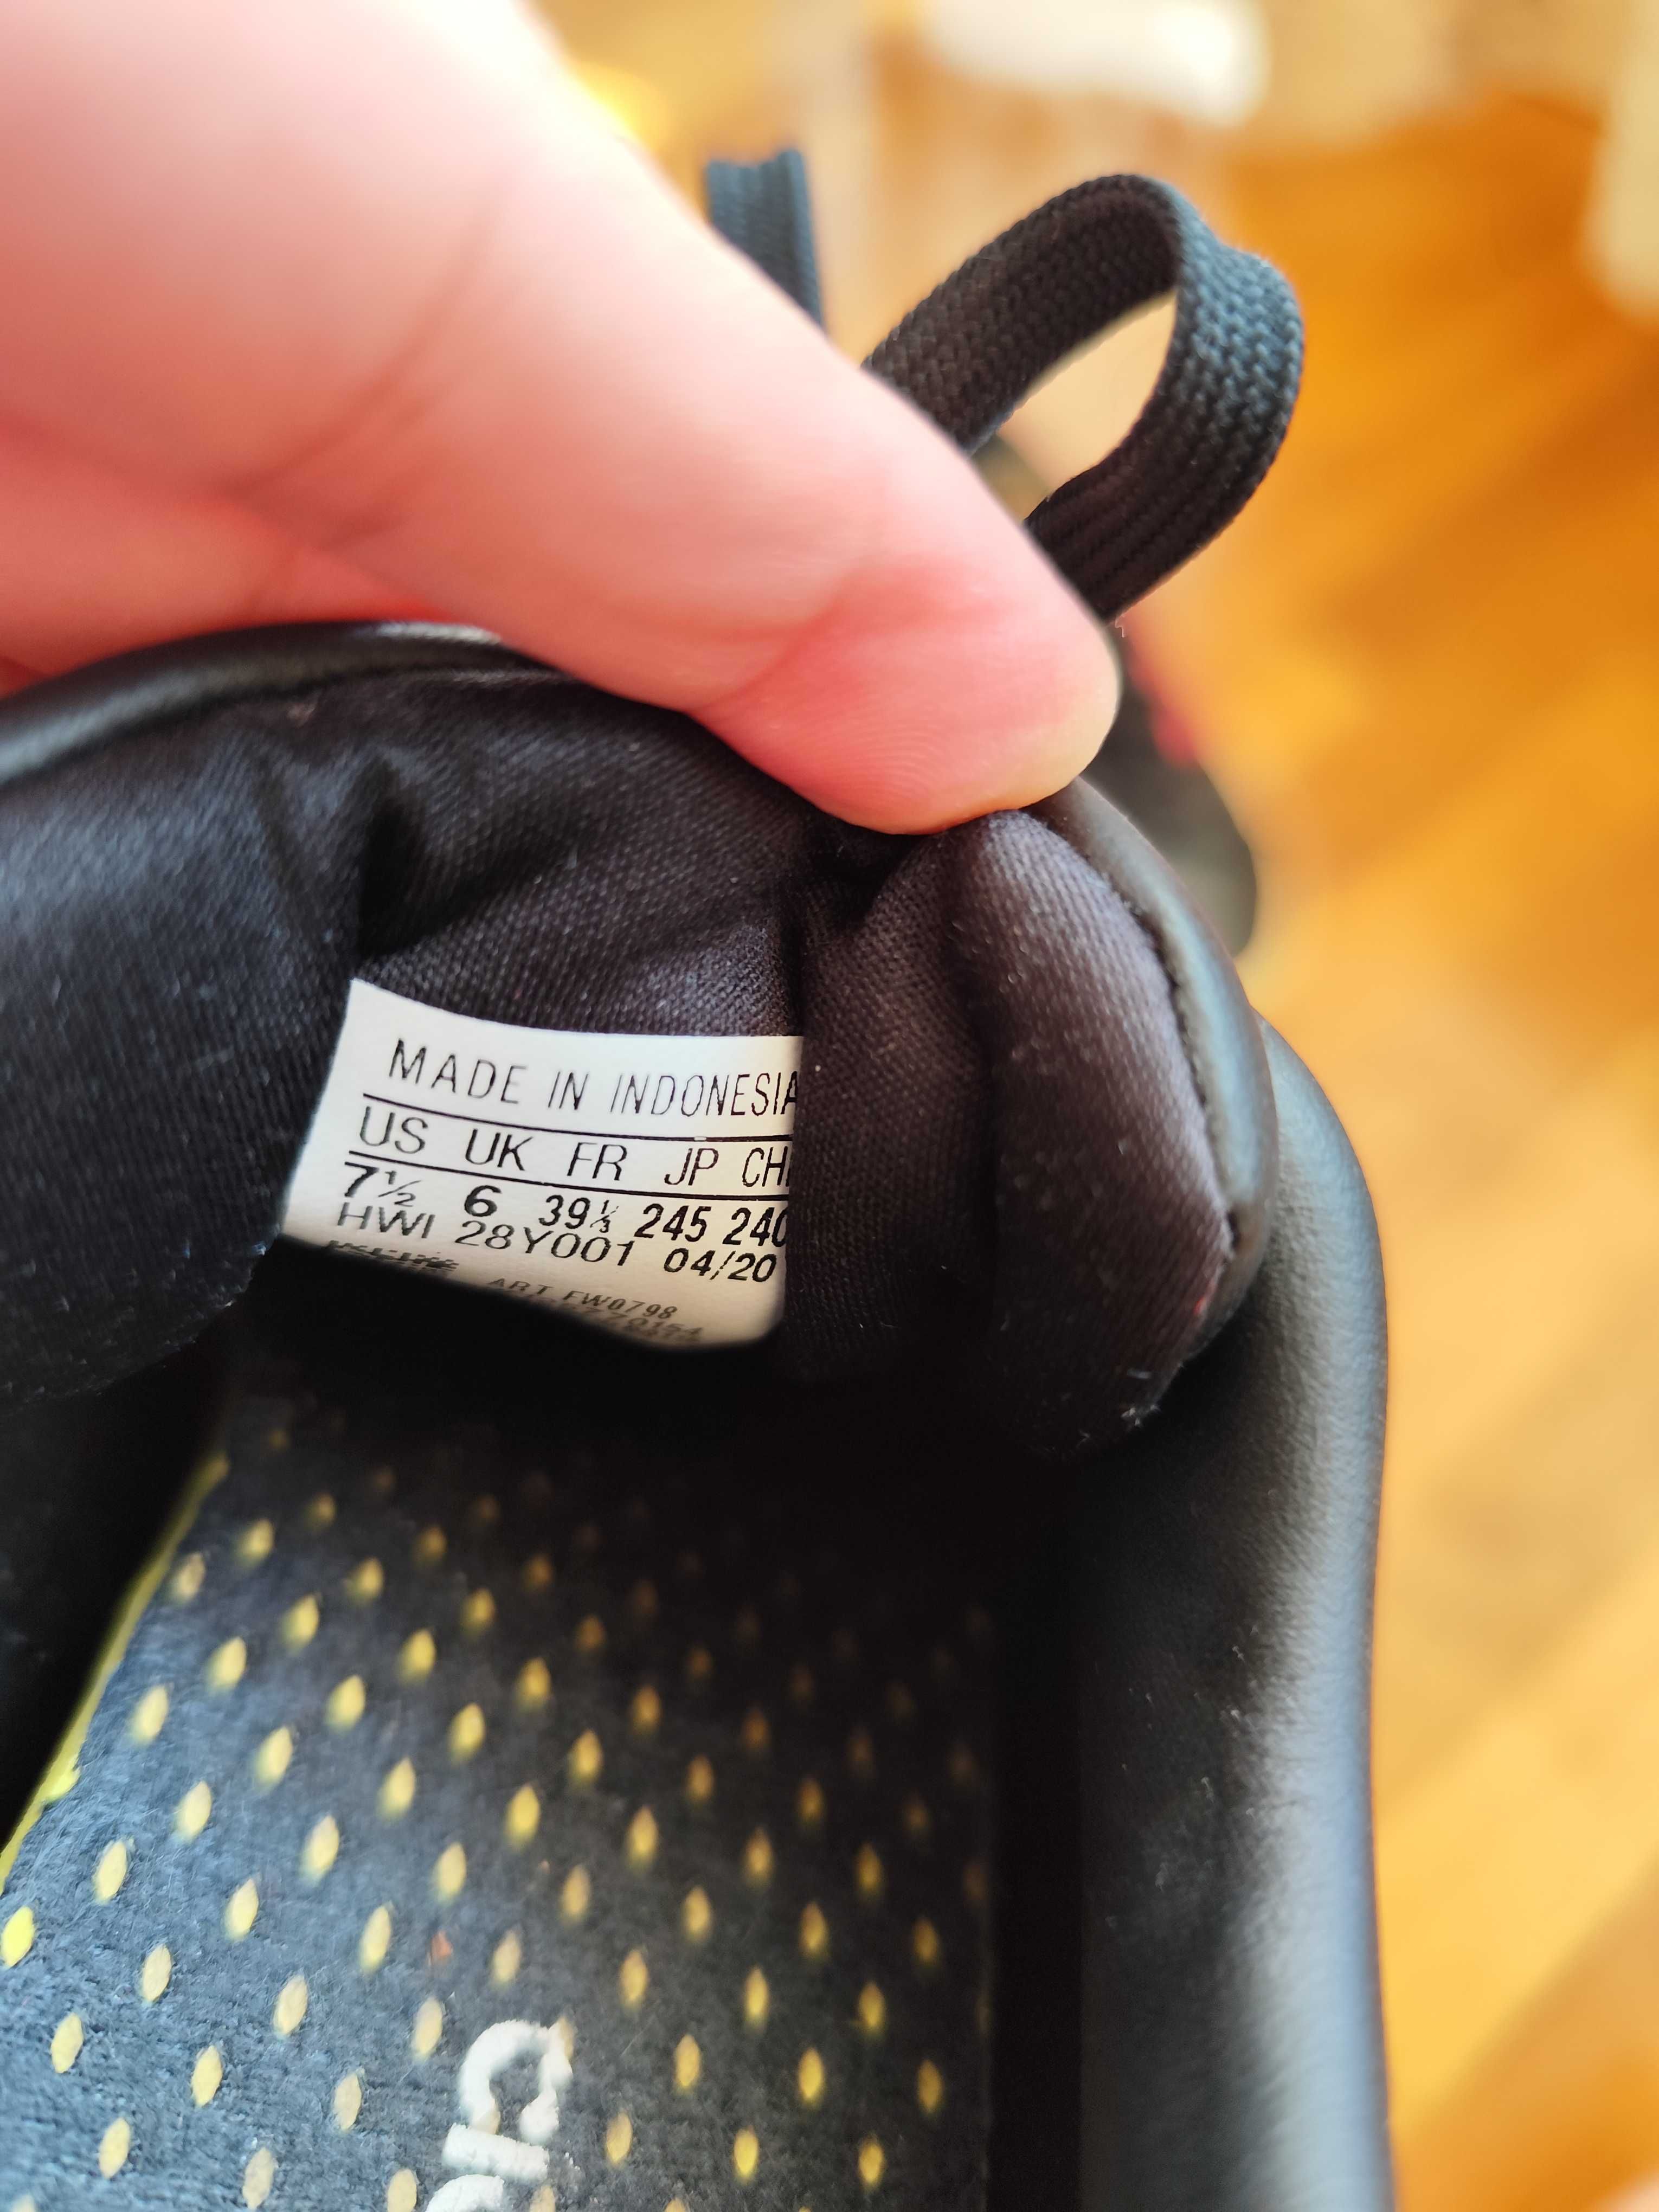 MADE IN INDONESIA
US UK FR JP CH
7½ 6 39⅓ 245 240
HWI 28Y001 04/20
ART FW0798